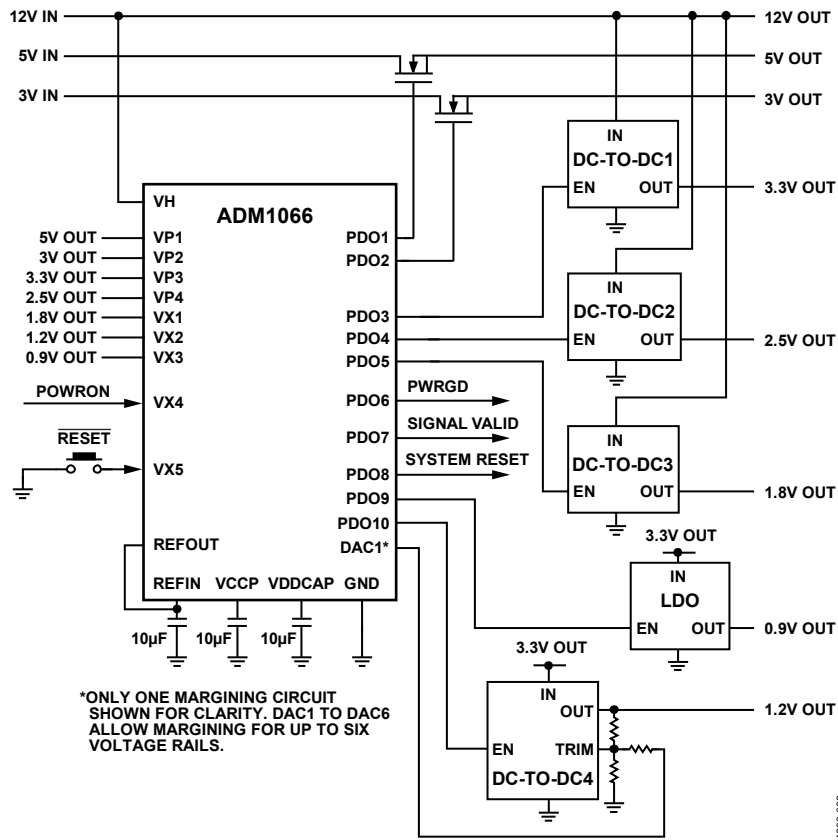 12V IN
12V OUT
5V IN
5V OUT
3V IN
3V OUT
IN
DC-TO-DC1
EN OUT
3.3V OUT
VH
ADM1066
5V OUT
VP1
PDO1
3V OUT
VP2
PDO2
3.3V OUT
VP3
2.5V OUT
VP4
1.8V OUT
VX1
PDO3
1.2V OUT
VX2
PDO4
0.9V OUT
VX3
PDO5
IN
DC-TO-DC2
EN OUT
2.5V OUT
POWRON
VX4
PDO6
PWRGD
PDO7
SIGNAL VALID
RESET
VX5
PDO8
SYSTEM RESET
IN
DC-TO-DC3
EN OUT
1.8V OUT
PDO9
PDO10
REFOUT
DAC1*
REFIN VCCP VDDCAP GND
10µF 10µF 10µF
3.3V OUT
IN
LDO
EN OUT
0.9V OUT
3.3V OUT
IN
OUT
1.2V OUT
EN TRIM
DC-TO-DC4
*ONLY ONE MARGINING CIRCUIT
SHOWN FOR CLARITY. DAC1 TO DAC6
ALLOW MARGINING FOR UP TO SIX
VOLTAGE RAILS.